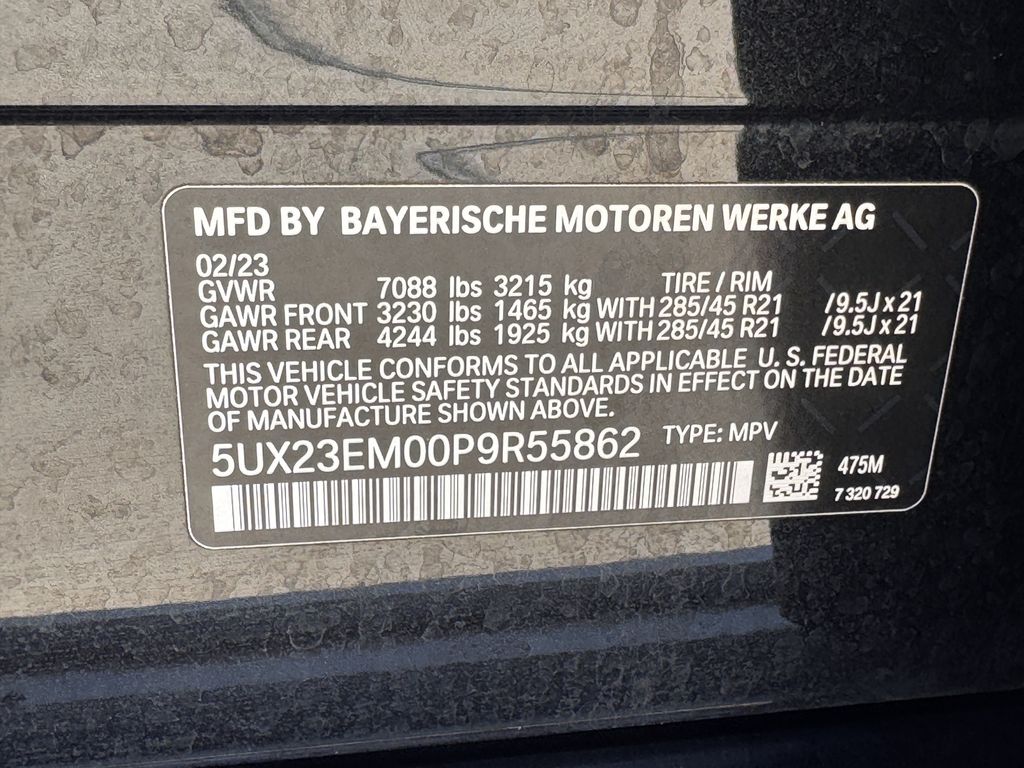 MFD BY BAYERISCHE MOTOREN WERKE AG
02/23
GVWR 7088 lbs 3215 kg TIRE / RIM
GAWR FRONT 3230 lbs 1465 kg WITH 285/45 R21 /9.5J x 21
GAWR REAR 4244 lbs 1925 kg WITH 285/45 R21 /9.5J x 21
THIS VEHICLE CONFORMS TO ALL APPLICABLE U. S. FEDERAL
MOTOR VEHICLE SAFETY STANDARDS IN EFFECT ON THE DATE
OF MANUFACTURE SHOWN ABOVE.
5UX23EM00P9R55862 TYPE: MPV
475M
7 320 729